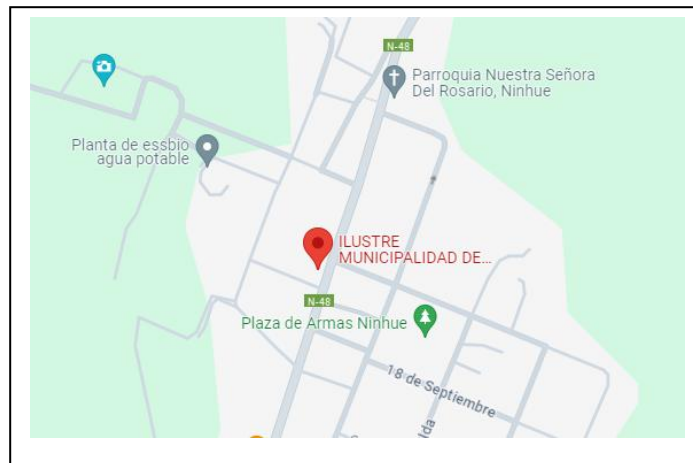 N-48
Parroquia Nuestra Señora
Del Rosario, Ninhue
Planta de essbio
agua potable
ILUSTRE
MUNICIPALIDAD DE...
N-48
Plaza de Armas Ninhue
18 de Septiembre